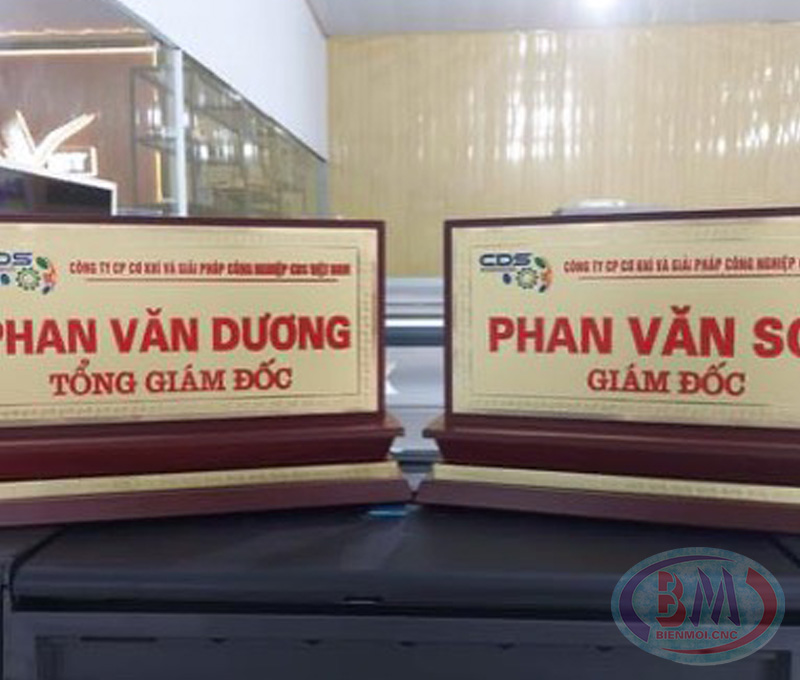 CDS
CÔNG TY CP CƠ KHÍ VÀ GIẢI PHÁP CÔNG NGHIỆP CDS VIỆT NAM
PHAN VĂN DƯƠNG
TỔNG GIÁM ĐỐC
CDS
CÔNG TY CP CƠ KHÍ VÀ GIẢI PHÁP CÔNG NGHIỆP
PHAN VĂN
GIÁM ĐỐC
BM
BIENMOI.CNC